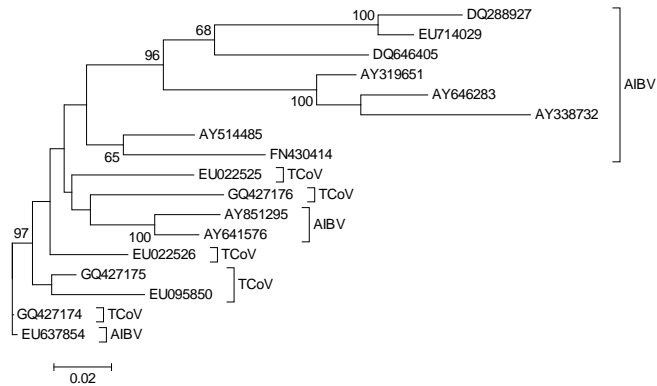 100
DQ288927
EU714029
68
96
DQ646405
AY319651
100
AY646283
AY338732
AIBV
AY514485
65
FN430414
EU022525
TCoV
GQ427176
TCoV
AY851295
AIBV
100
AY641576
97
EU022526
TCoV
GQ427175
TCoV
EU095850
GQ427174
TCoV
EU637854
AIBV
0.02